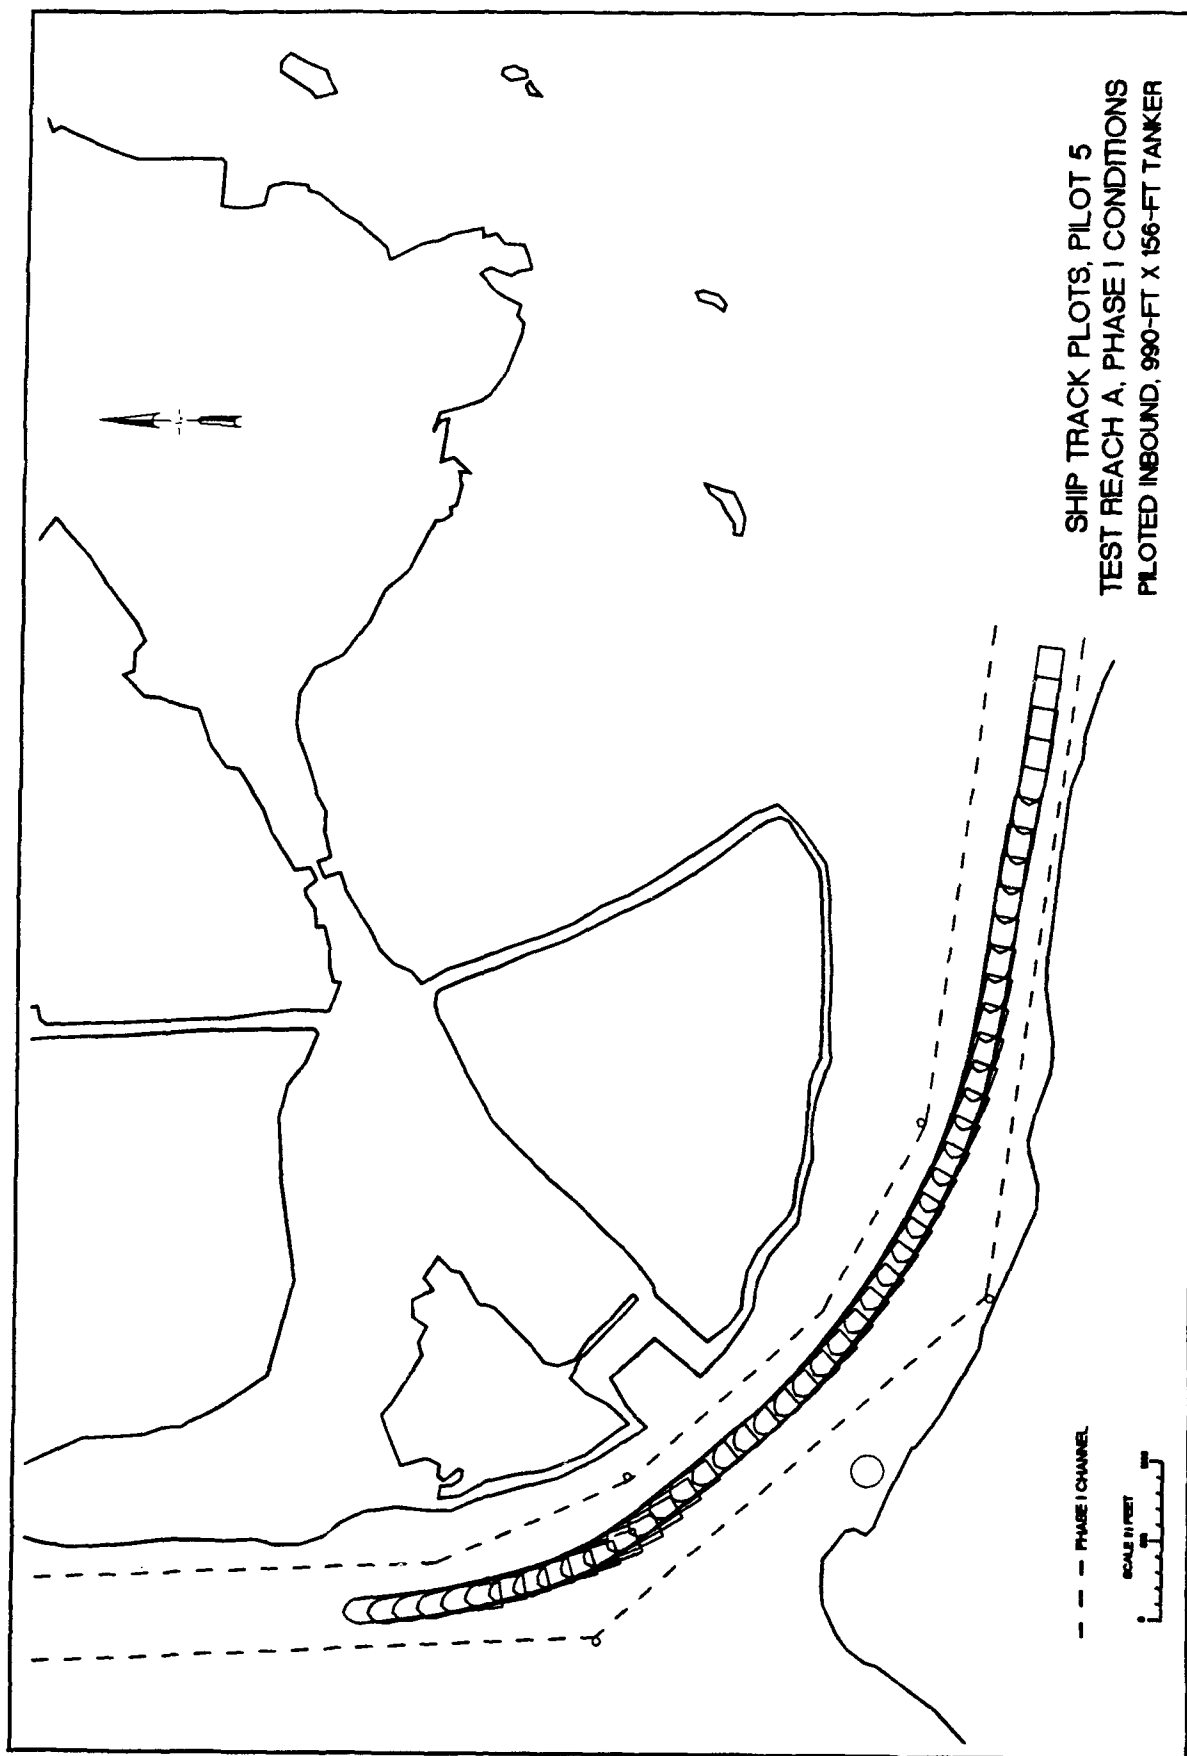 SHIP TRACK PLOTS, PILOT 5
TEST REACH A, PHASE I CONDITIONS
PILOTED INBOUND, 990-FT X 156-FT TANKER
PHASE I CHANNEL
SCALE IN FEET
0